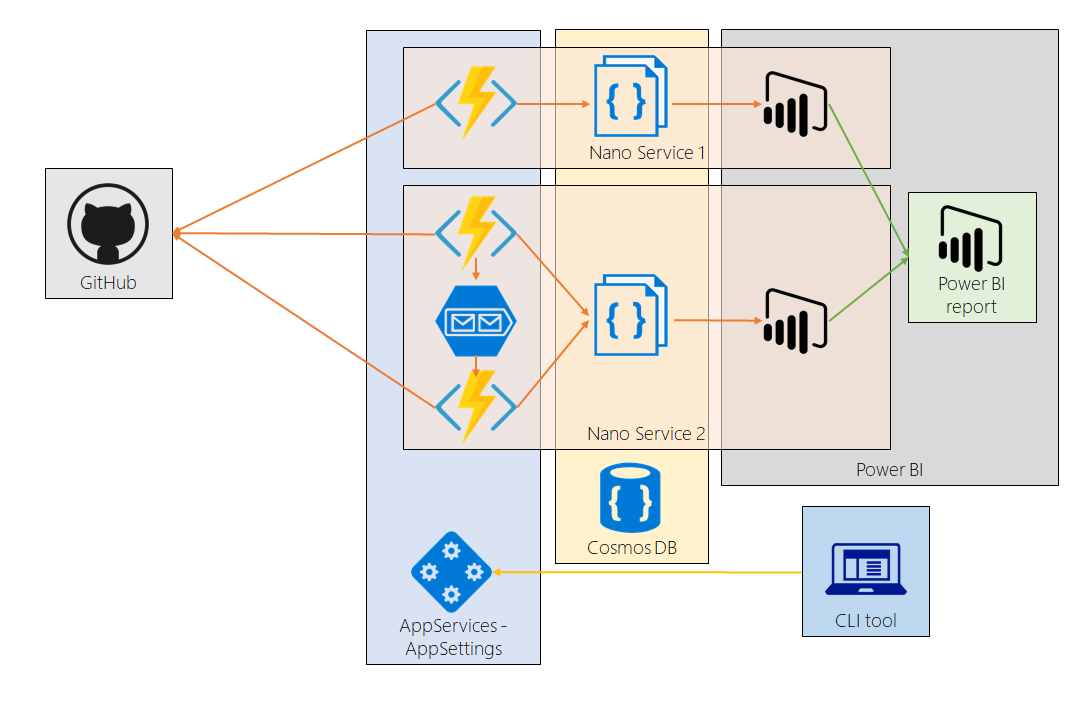 Nano Service 1
GitHub
Power BI
report
Nano Service 2
Power BI
Cosmos DB
AppServices -
AppSettings
CLI tool